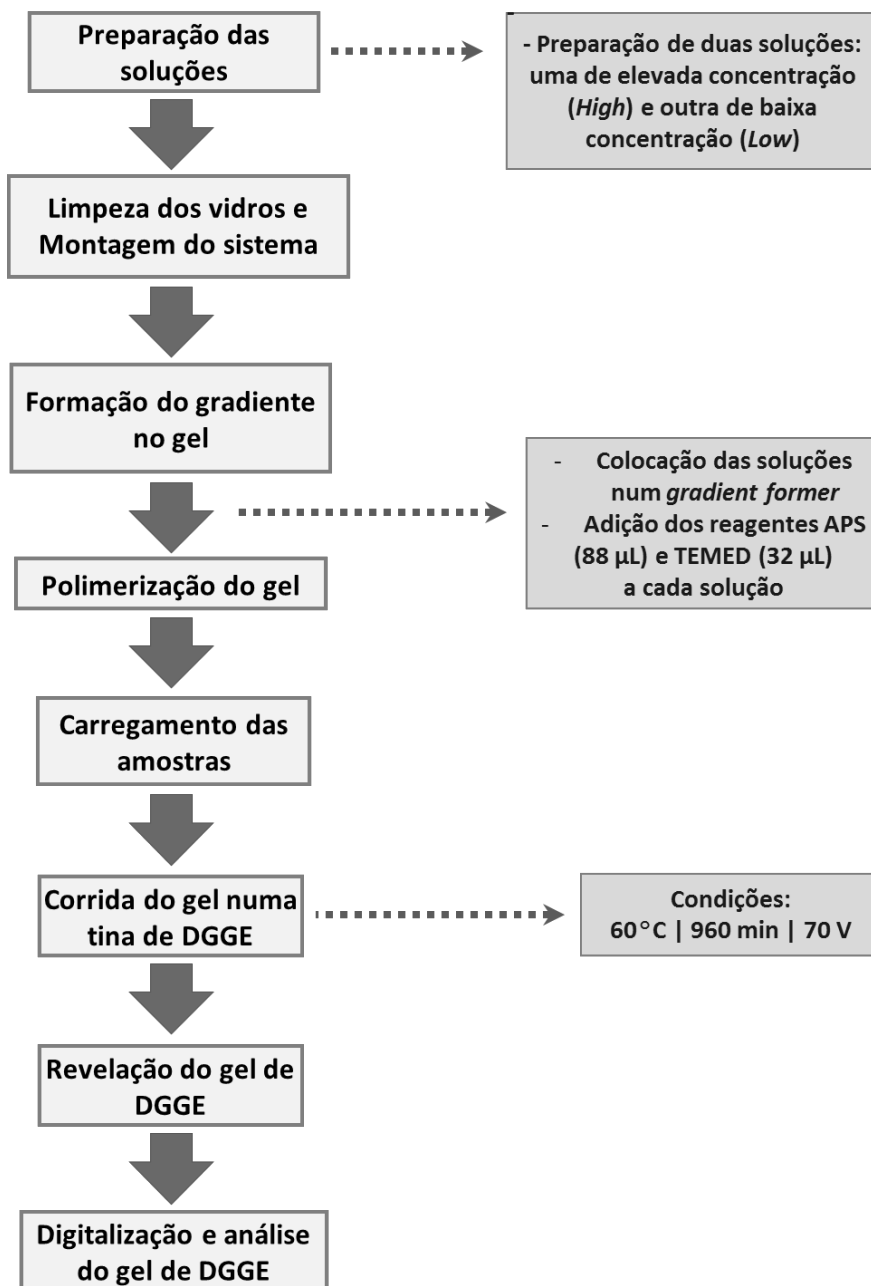 Preparação das
soluções
- Preparação de duas soluções:
uma de elevada concentração
(High) e outra de baixa
concentração (Low)
Limpeza dos vidros e
Montagem do sistema
Formação do gradiente
no gel
- Colocação das soluções
num gradient former
- Adição dos reagentes APS
(88 µL) e TEMED (32 µL)
a cada solução
Polimerização do gel
Carregamento das
amostras
Corrida do gel numa
tina de DGGE
Condições:
60°C | 960 min | 70 V
Revelação do gel de
DGGE
Digitalização e análise
do gel de DGGE